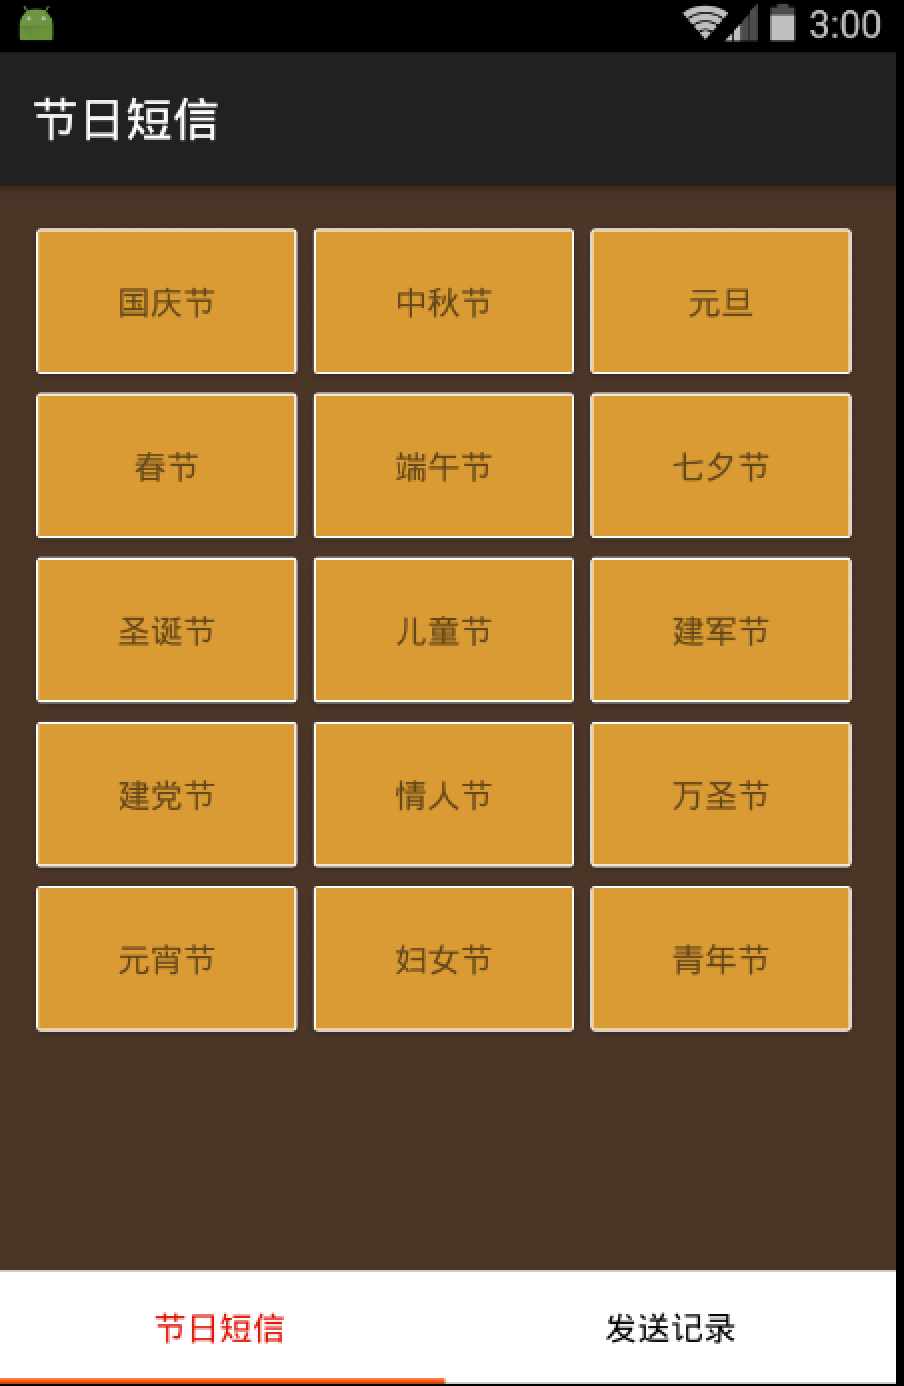 3:00
节日短信
国庆节 中秋节 元旦
春节 端午节 七夕节
圣诞节 儿童节 建军节
建党节 情人节 万圣节
元宵节 妇女节 青年节
节日短信 发送记录